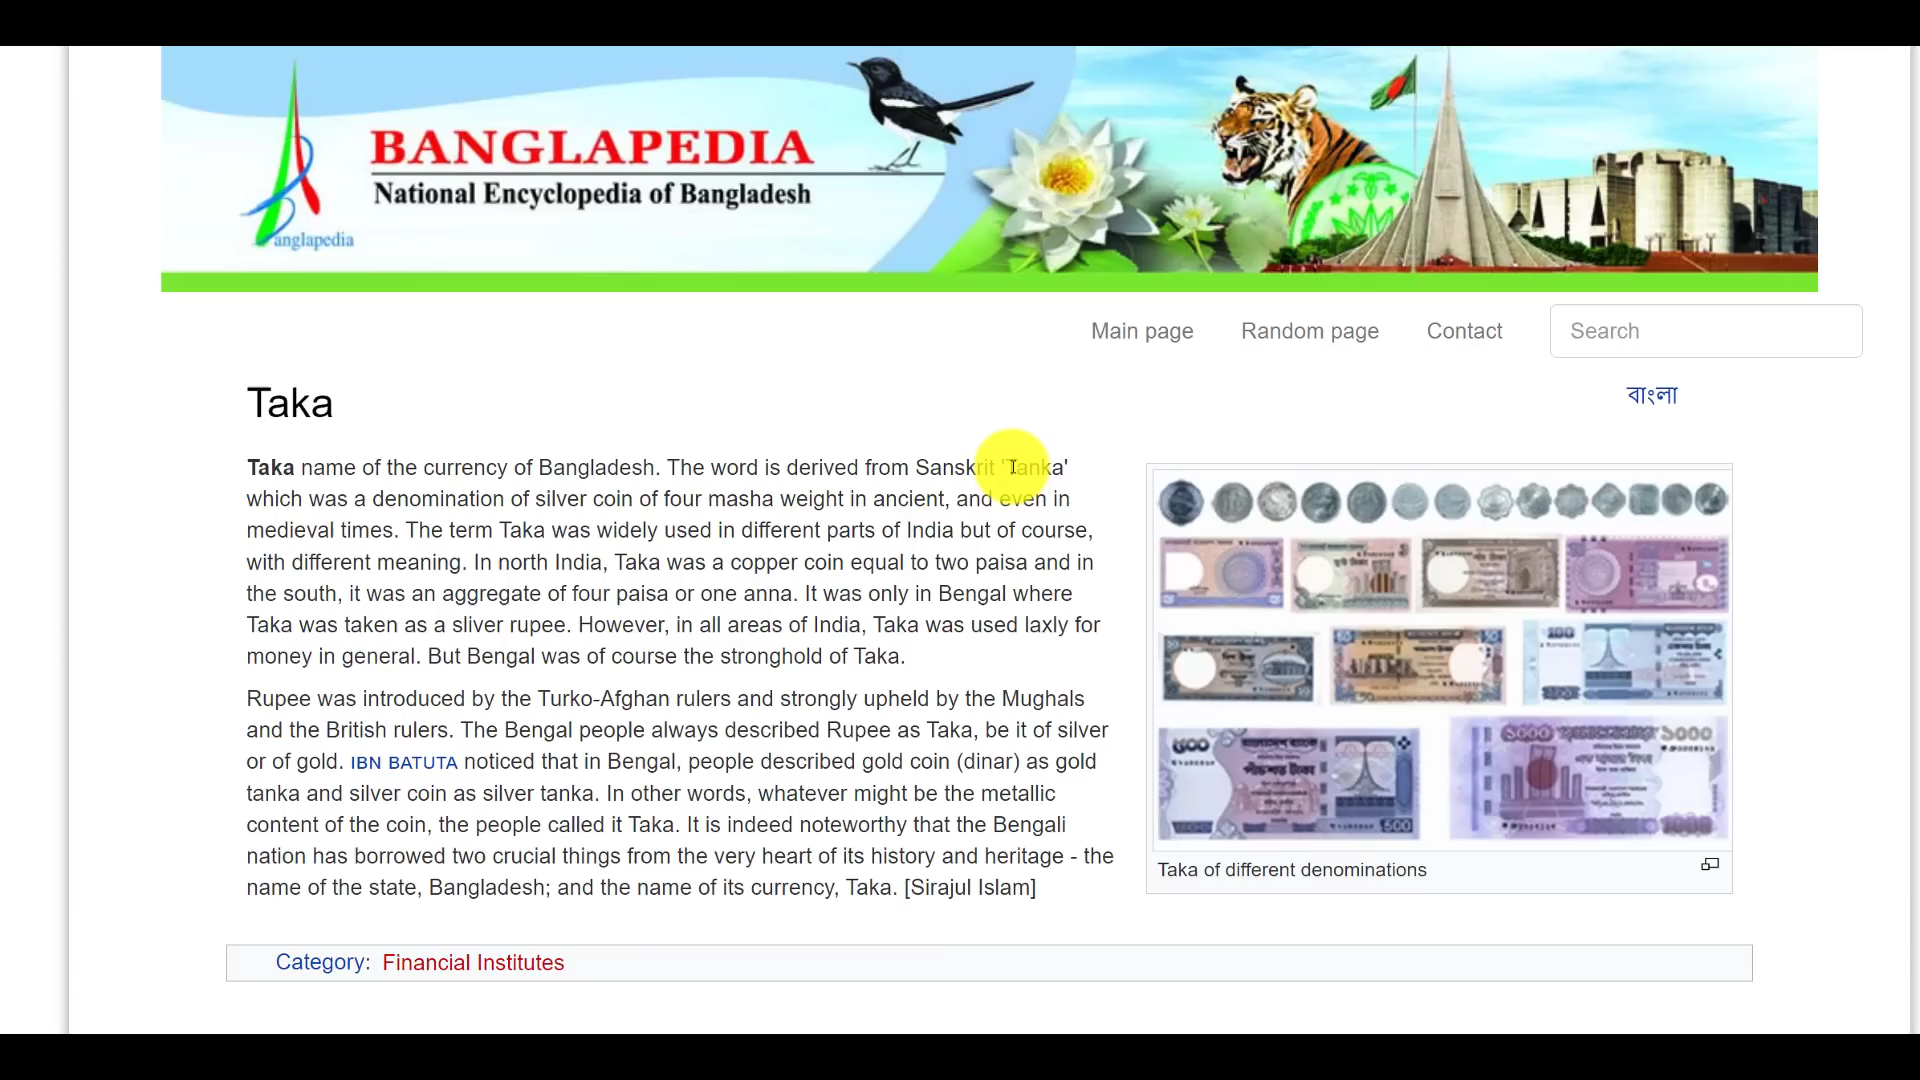 BANGLAPEDIA
National Encyclopedia of Bangladesh
anglapedia
Main page
Random page
Contact
Search
Taka
বাংলা
Taka name of the currency of Bangladesh. The word is derived from Sanskrit 'Tanka'
which was a denomination of silver coin of four masha weight in ancient, and even in
medieval times. The term Taka was widely used in different parts of India but of course,
with different meaning. In north India, Taka was a copper coin equal to two paisa and in
the south, it was an aggregate of four paisa or one anna. It was only in Bengal where
Taka was taken as a sliver rupee. However, in all areas of India, Taka was used laxly for
money in general. But Bengal was of course the stronghold of Taka.
Rupee was introduced by the Turko-Afghan rulers and strongly upheld by the Mughals
and the British rulers. The Bengal people always described Rupee as Taka, be it of silver
or of gold. IBN BATUTA noticed that in Bengal, people described gold coin (dinar) as gold
tanka and silver coin as silver tanka. In other words, whatever might be the metallic
content of the coin, the people called it Taka. It is indeed noteworthy that the Bengali
nation has borrowed two crucial things from the very heart of its history and heritage - the
name of the state, Bangladesh; and the name of its currency, Taka. [Sirajul Islam]
100
৫০০
500
১০০০
১০০০
Taka of different denominations
Category: Financial Institutes